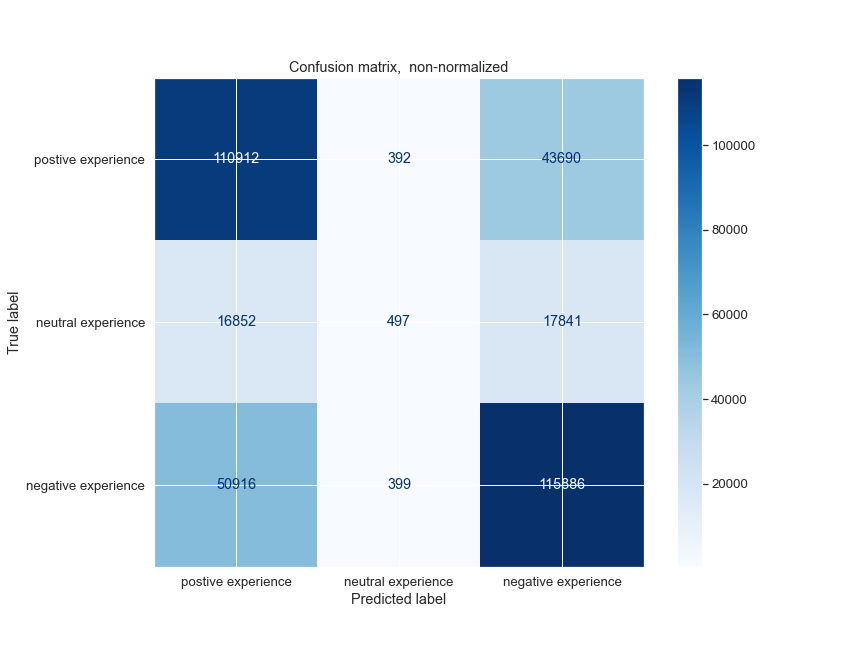 Confusion matrix,  non-normalized
postive experience
110912
392
43690
100000
80000
neutral experience
16852
497
17841
60000
40000
negative experience
50916
399
115886
20000
postive experience
neutral experience
negative experience
Predicted label
True label